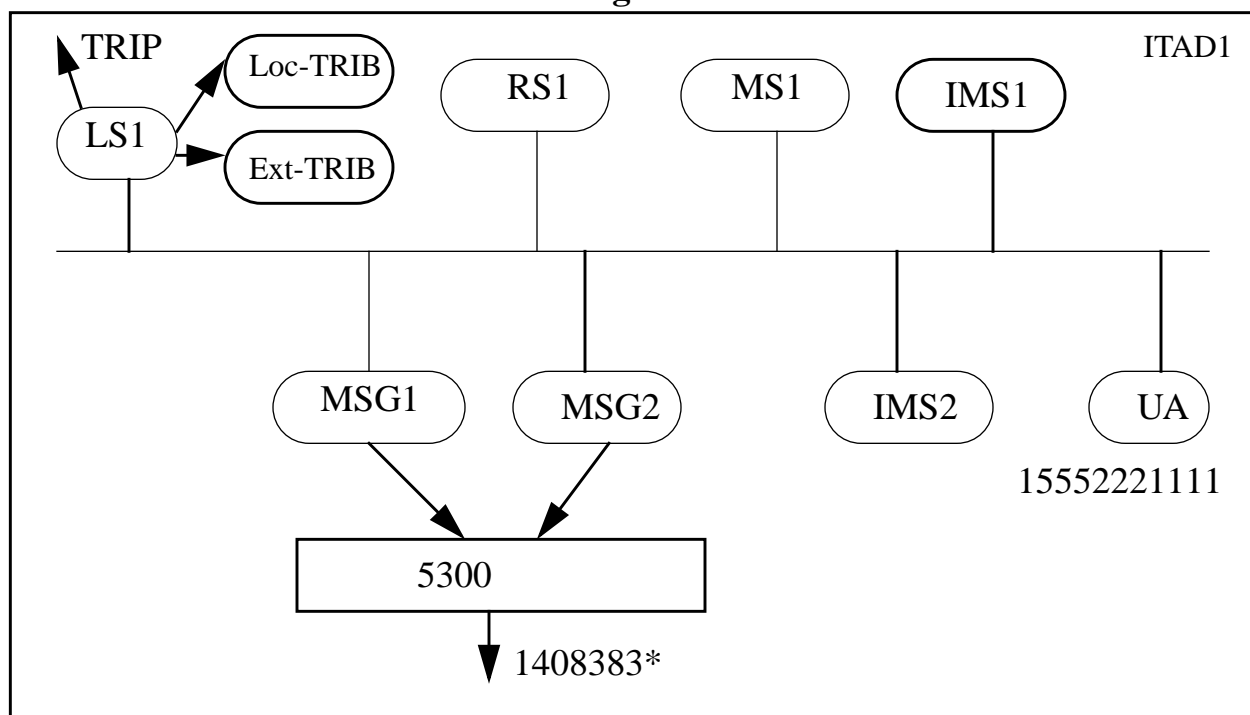 g
TRIP
Loc-TRIB
ITAD1
RS1
MS1
IMS1
LS1
Ext-TRIB
MSG1
MSG2
IMS2
UA
15552221111
5300
1408383*